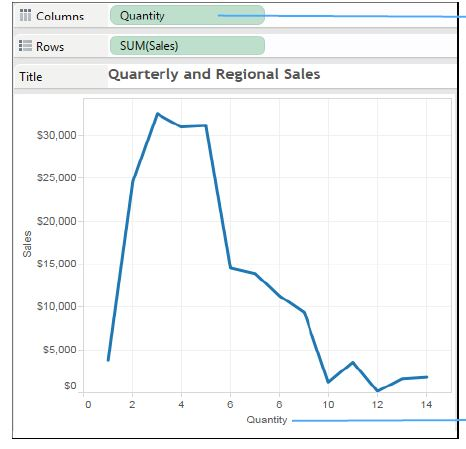 Columns Quantity
Rows SUM(Sales)
Title Quarterly and Regional Sales
$30,000
$25,000
$20,000
$15,000
$10,000
$5,000
$0
Sales
0 2 4 6 8 10 12 14
Quantity